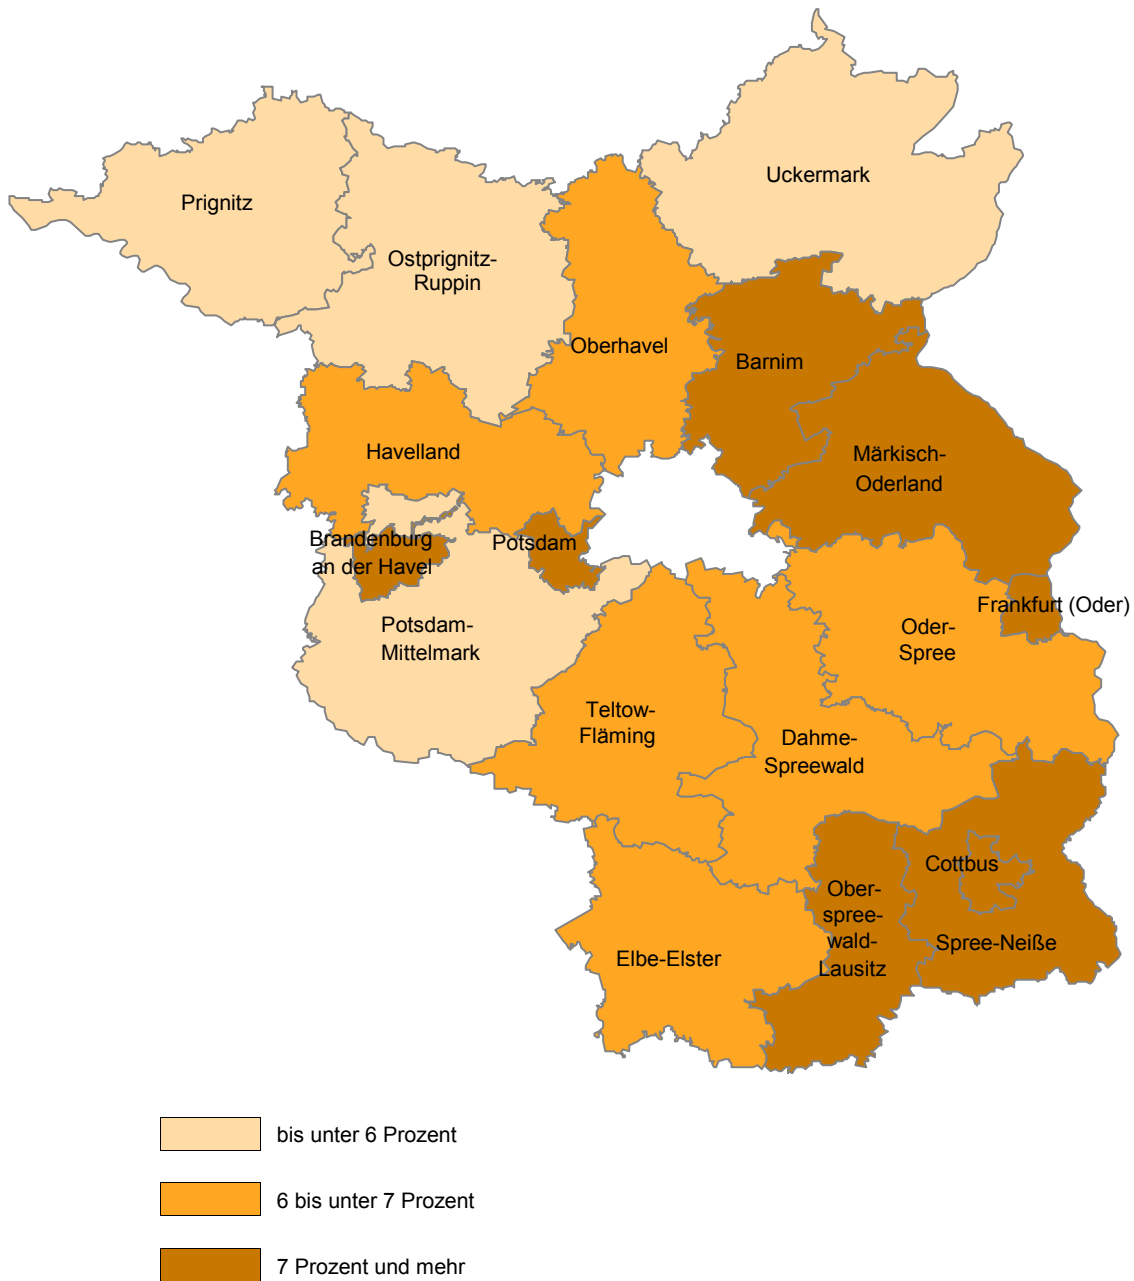 Uckermark
Prignitz
Ostprignitz-
Ruppin
Oberhavel
Barnim
Havelland
Märkisch-
Oderland
Brandenburg
an der Havel
Potsdam
Frankfurt (Oder)
Potsdam-
Mittelmark
Oder-
Spree
Teltow-
Fläming
Dahme-
Spreewald
Cottbus
Ober-
spree-
wald-
Lausitz
Spree-Neiße
Elbe-Elster
bis unter 6 Prozent
6 bis unter 7 Prozent
7 Prozent und mehr